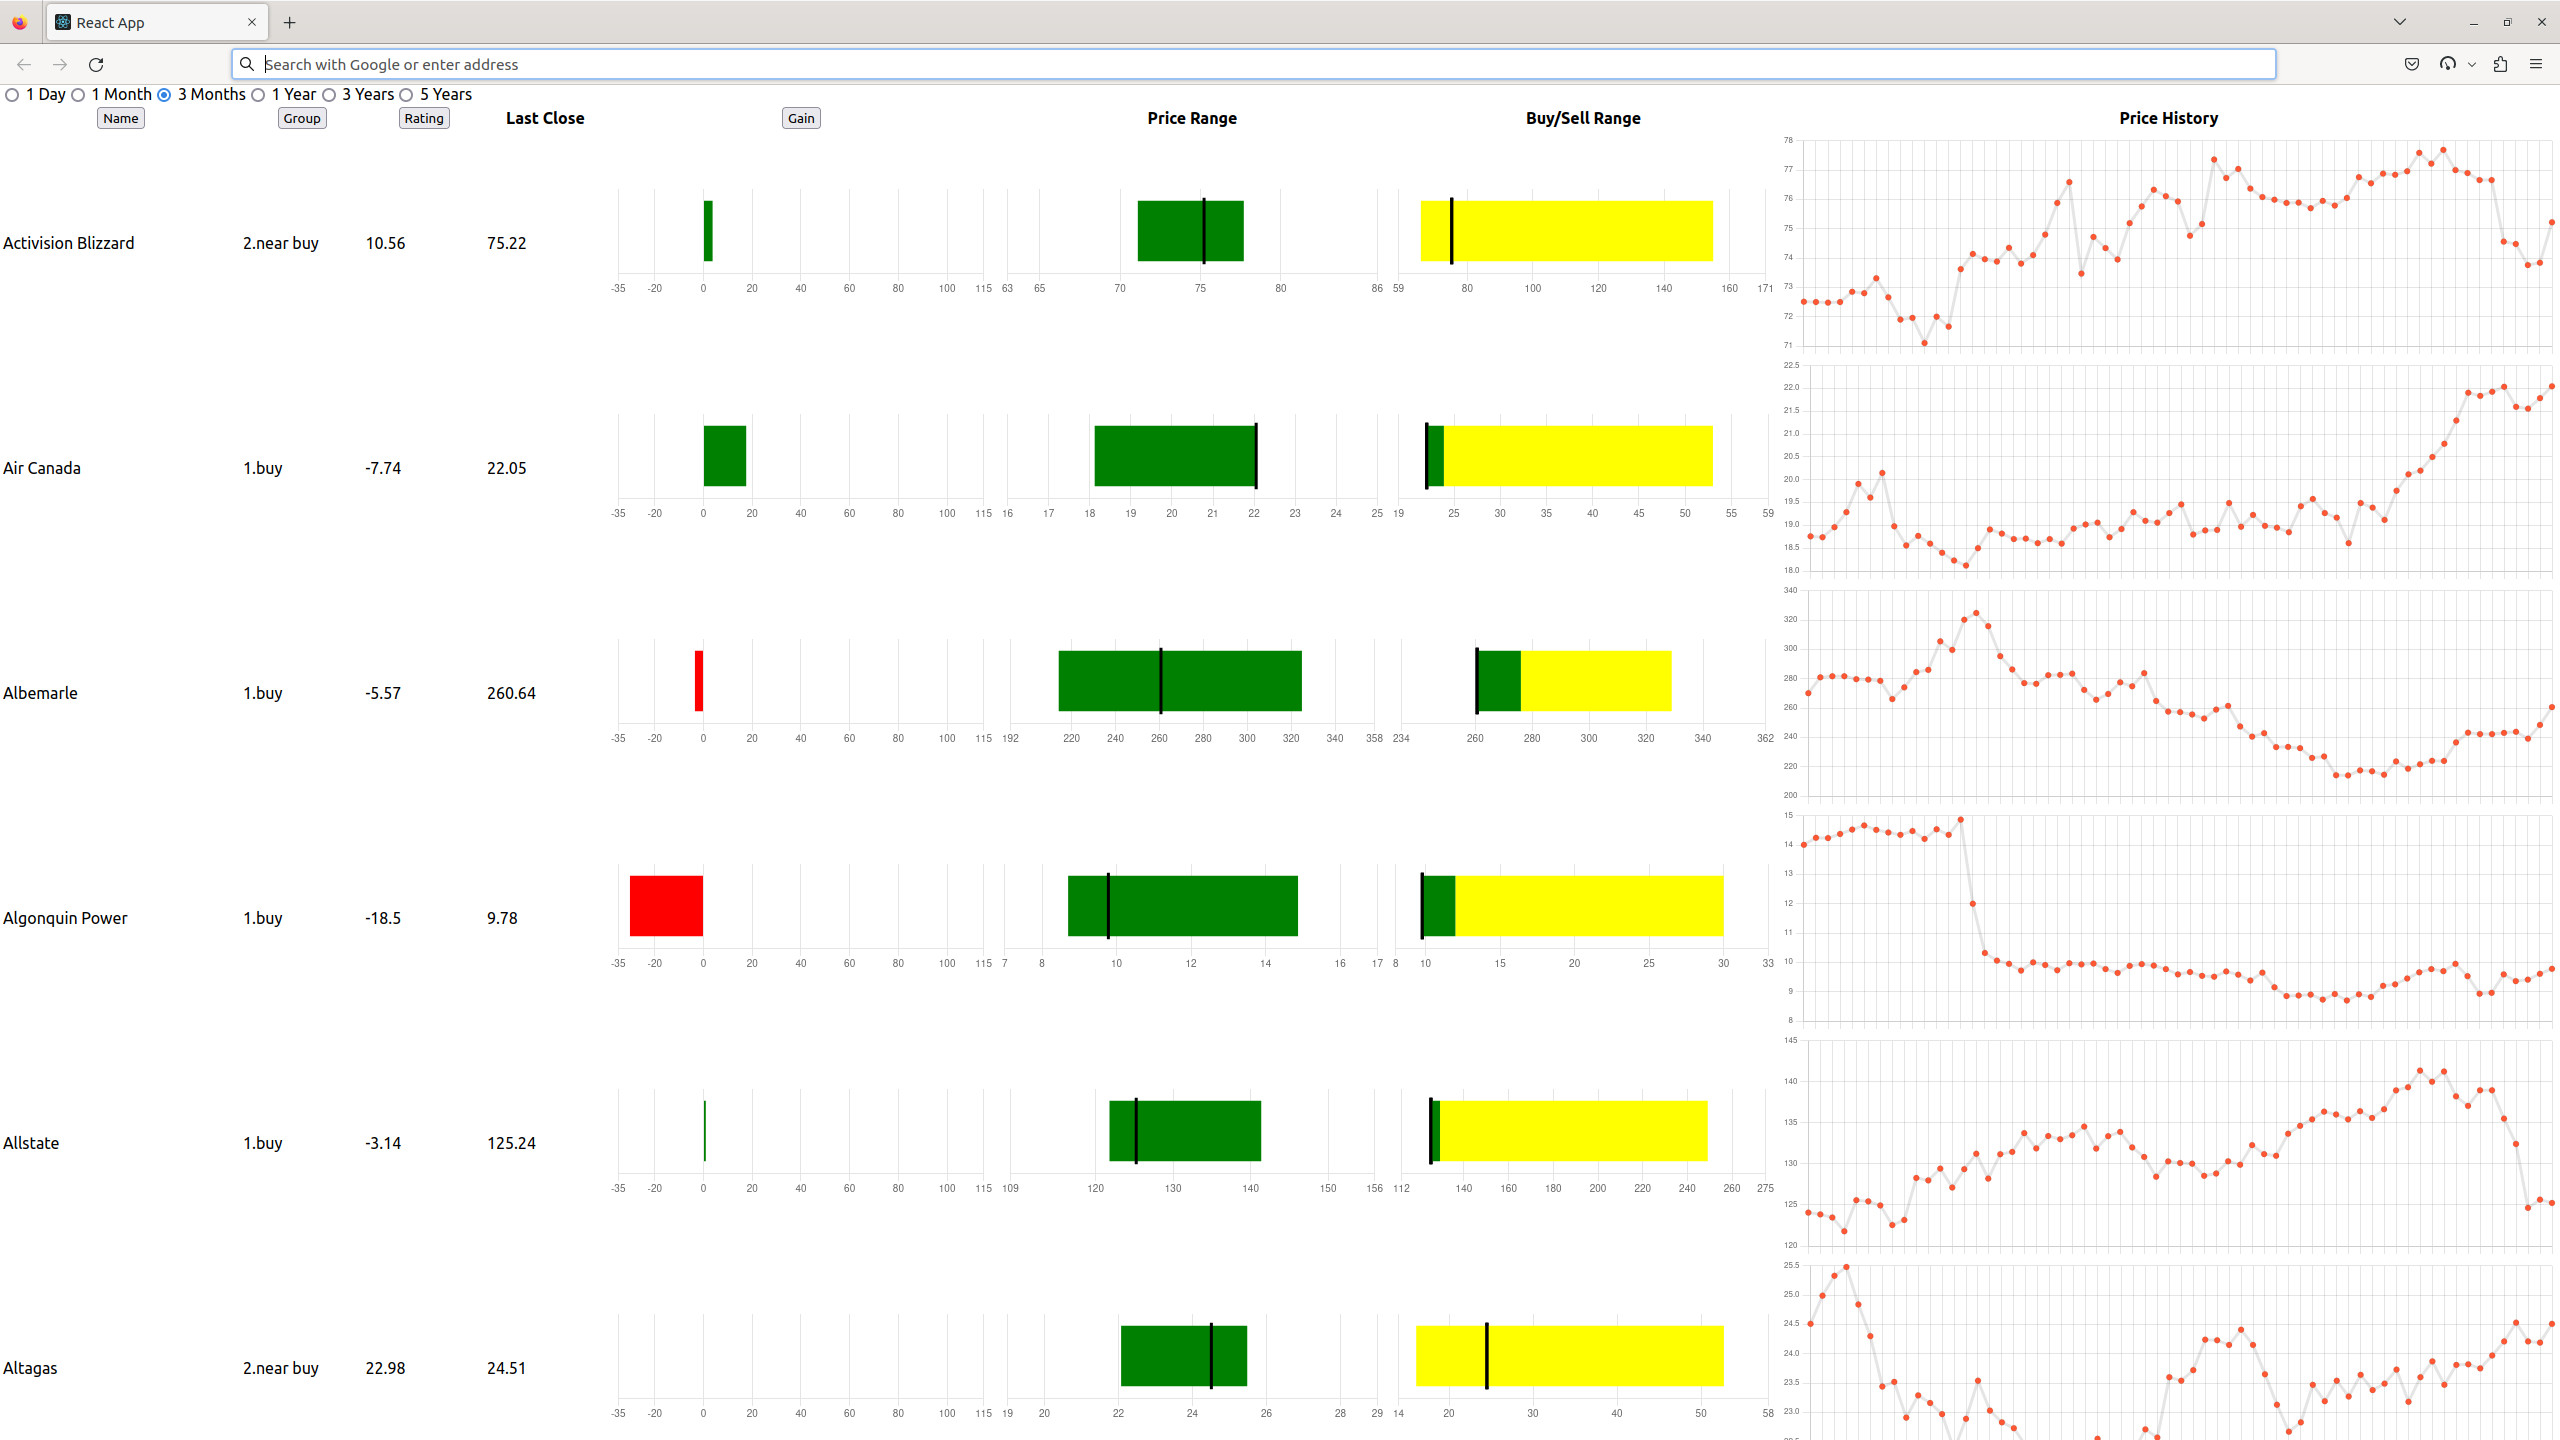 React App
Search with Google or enter address
1 Day 1 Month 3 Months 1 Year 3 Years 5 Years
Name Group Rating Last Close Gain Price Range Buy/Sell Range Price History
Activision Blizzard 2.near buy 10.56 75.22
-35 -20 0 20 40 60 80 100 115 63 65 70 75 80 86 59 80 100 120 140 160 171
78
77
76
75
74
73
72
71
Air Canada 1.buy -7.74 22.05
-35 -20 0 20 40 60 80 100 115 16 17 18 19 20 21 22 23 24 25 19 25 30 35 40 45 50 55 59
22.5
22.0
21.5
21.0
20.5
20.0
19.5
19.0
18.5
18.0
Albemarle 1.buy -5.57 260.64
-35 -20 0 20 40 60 80 100 115 192 220 240 260 280 300 320 340 358 234 260 280 300 320 340 362
340
320
300
280
260
240
220
200
Algonquin Power 1.buy -18.5 9.78
-35 -20 0 20 40 60 80 100 115 7 8 10 12 14 16 17 8 10 15 20 25 30 33
15
14
13
12
11
10
9
8
Allstate 1.buy -3.14 125.24
-35 -20 0 20 40 60 80 100 115 109 120 130 140 150 156 112 140 160 180 200 220 240 260 275
145
140
135
130
125
120
Altagas 2.near buy 22.98 24.51
-35 -20 0 20 40 60 80 100 115 19 20 22 24 26 28 29 14 20 30 40 50 58
25.5
25.0
24.5
24.0
23.5
23.0